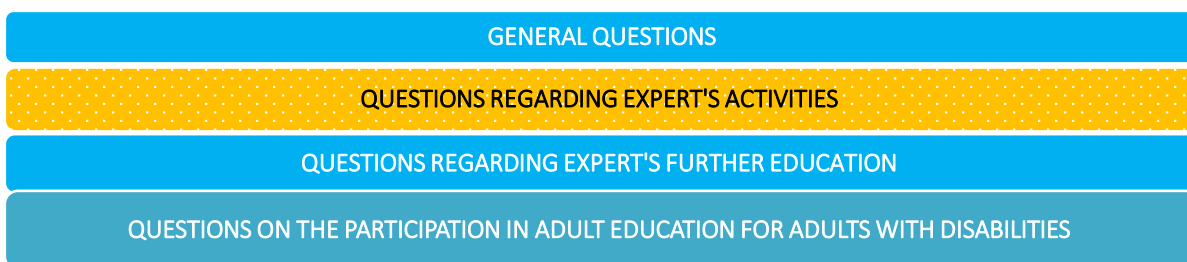 GENERAL QUESTIONS
QUESTIONS REGARDING EXPERT'S ACTIVITIES
QUESTIONS REGARDING EXPERT'S FURTHER EDUCATION
QUESTIONS ON THE PARTICIPATION IN ADULT EDUCATION FOR ADULTS WITH DISABILITIES